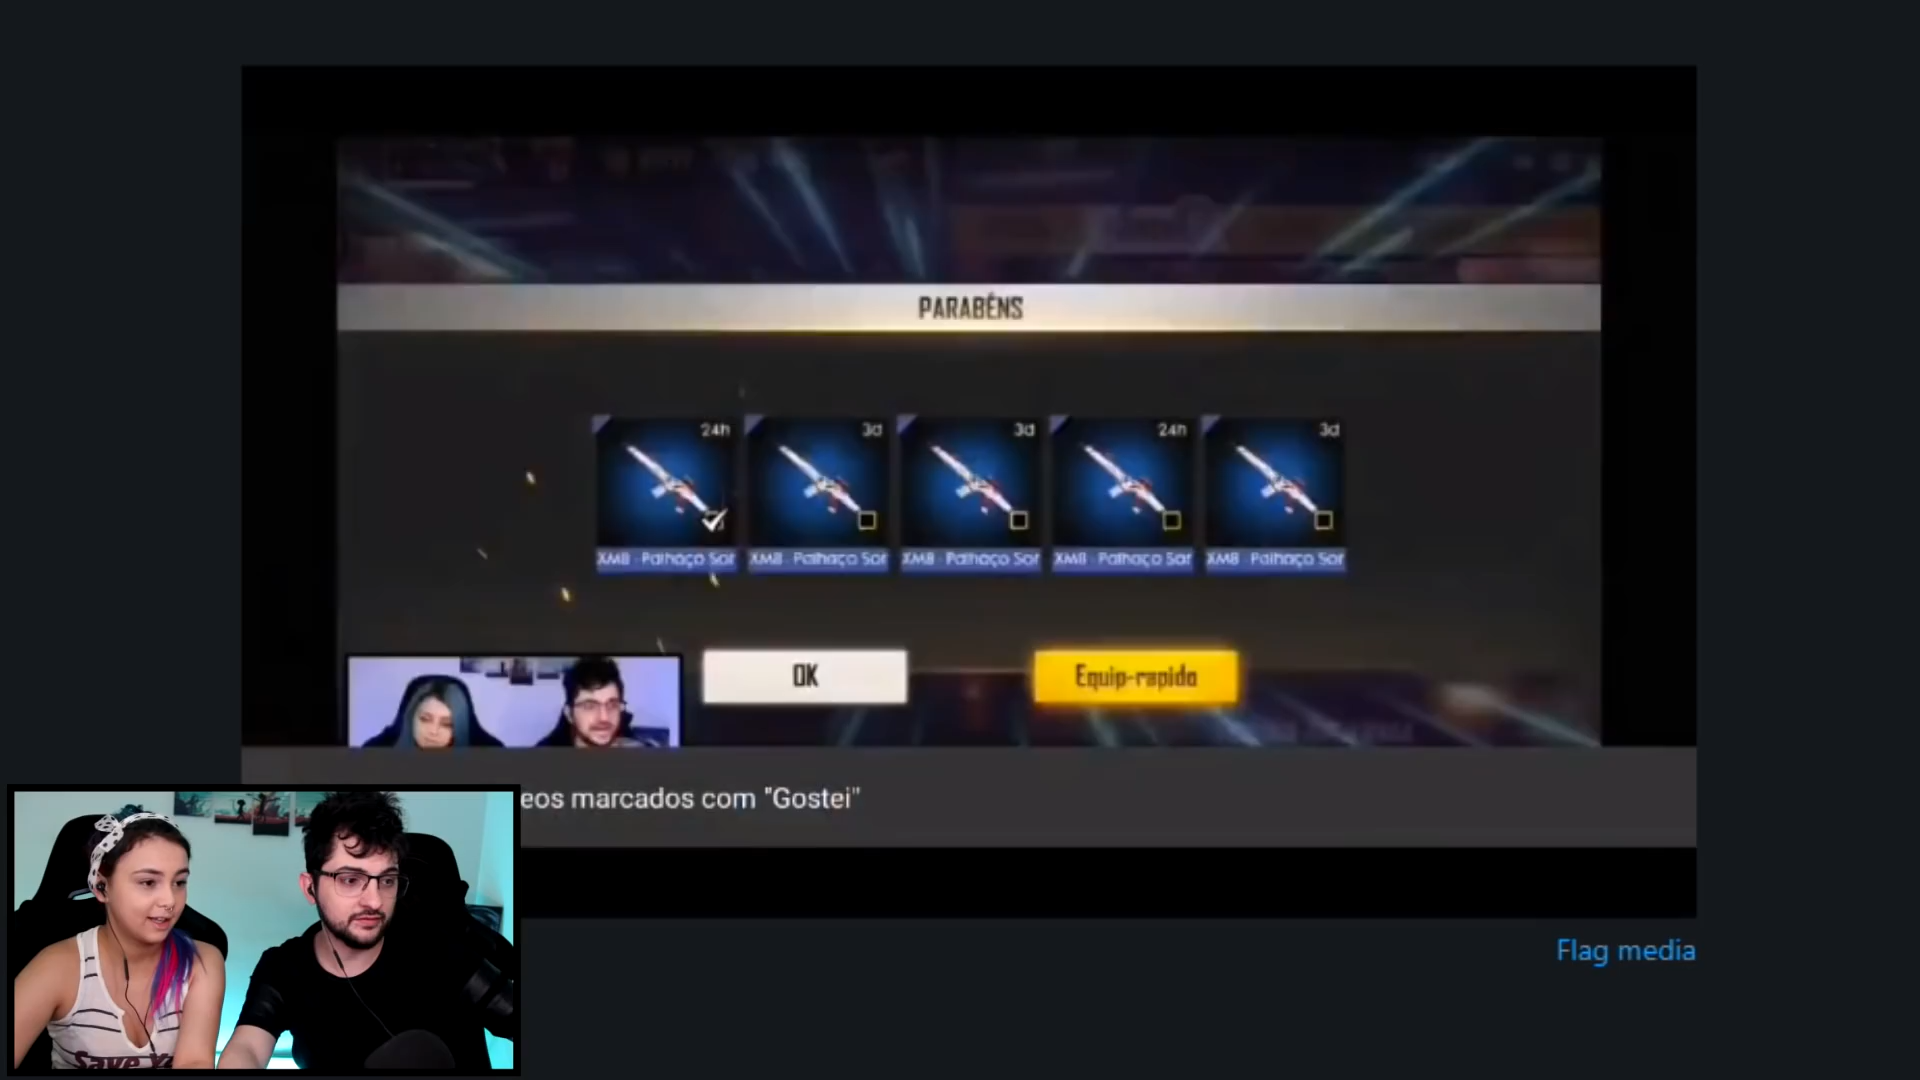 PARABÉNS
24h 3d 3d 24h 3d
XM8 - Palhaço Sor XM8 - Palhaço Sor XM8 - Palhaço Sor XM8 - Palhaço Sor XM8 - Palhaço Sor
OK Equip-rapido
eos marcados com "Gostei"
Flag media
Save